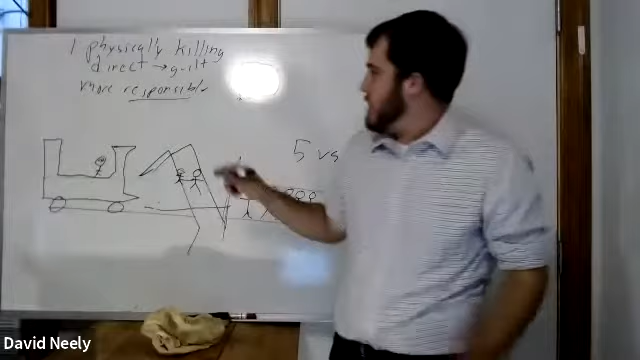 1 physically killing
direct → guilt
more responsible
5 vs
David Neely